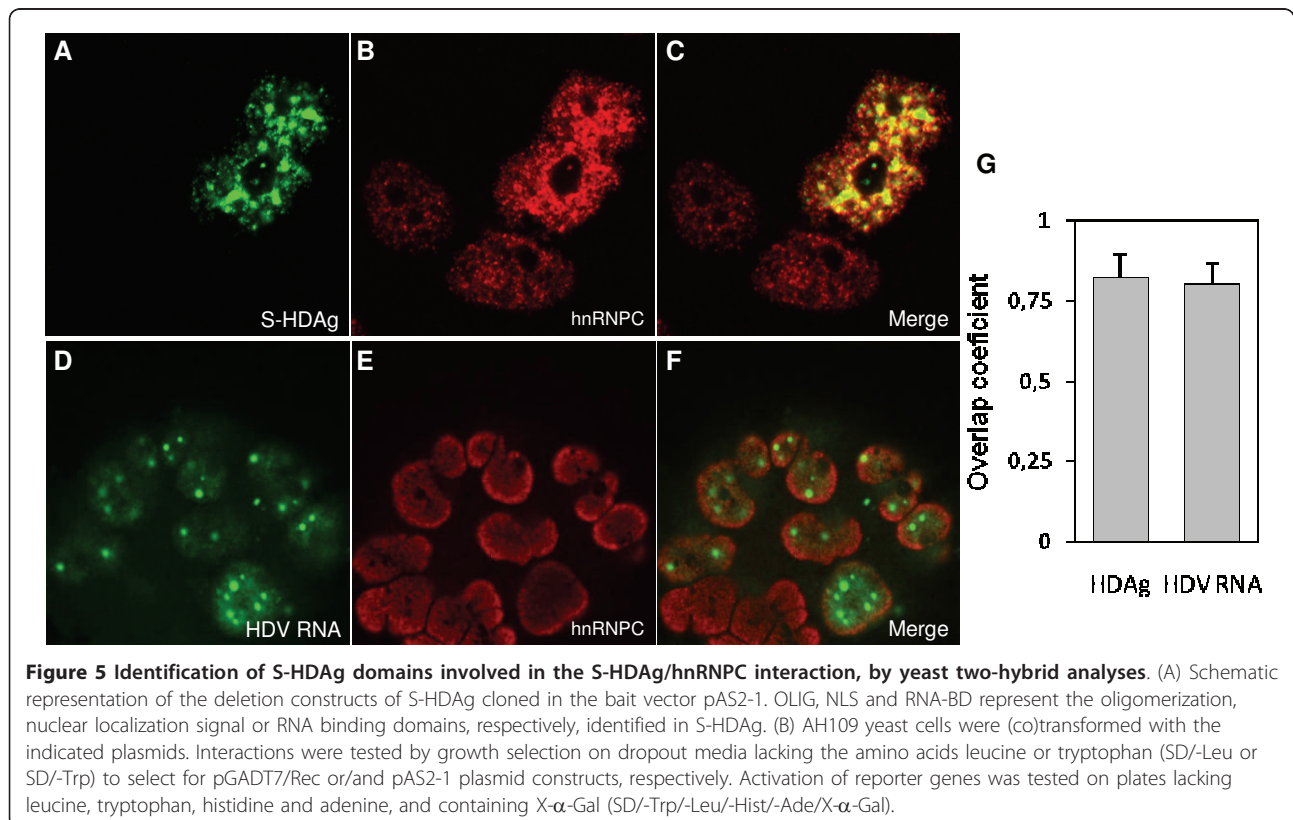 A
B
C
S-HDAg
hnRNPC
Merge
D
E
F
HDV RNA
hnRNPC
Merge
G
Overlap coeficient
1
0,75
0,5
0,25
0
HDAg HDV RNA
Figure 5 Identification of S-HDAg domains involved in the S-HDAg/hnRNPC interaction, by yeast two-hybrid analyses. (A) Schematic
representation of the deletion constructs of S-HDAg cloned in the bait vector pAS2-1. OLIG, NLS and RNA-BD represent the oligomerization,
nuclear localization signal or RNA binding domains, respectively, identified in S-HDAg. (B) AH109 yeast cells were (co)transformed with the
indicated plasmids. Interactions were tested by growth selection on dropout media lacking the amino acids leucine or tryptophan (SD/-Leu or
SD/-Trp) to select for pGADT7/Rec or/and pAS2-1 plasmid constructs, respectively. Activation of reporter genes was tested on plates lacking
leucine, tryptophan, histidine and adenine, and containing X-α-Gal (SD/-Trp/-Leu/-Hist/-Ade/X-α-Gal).